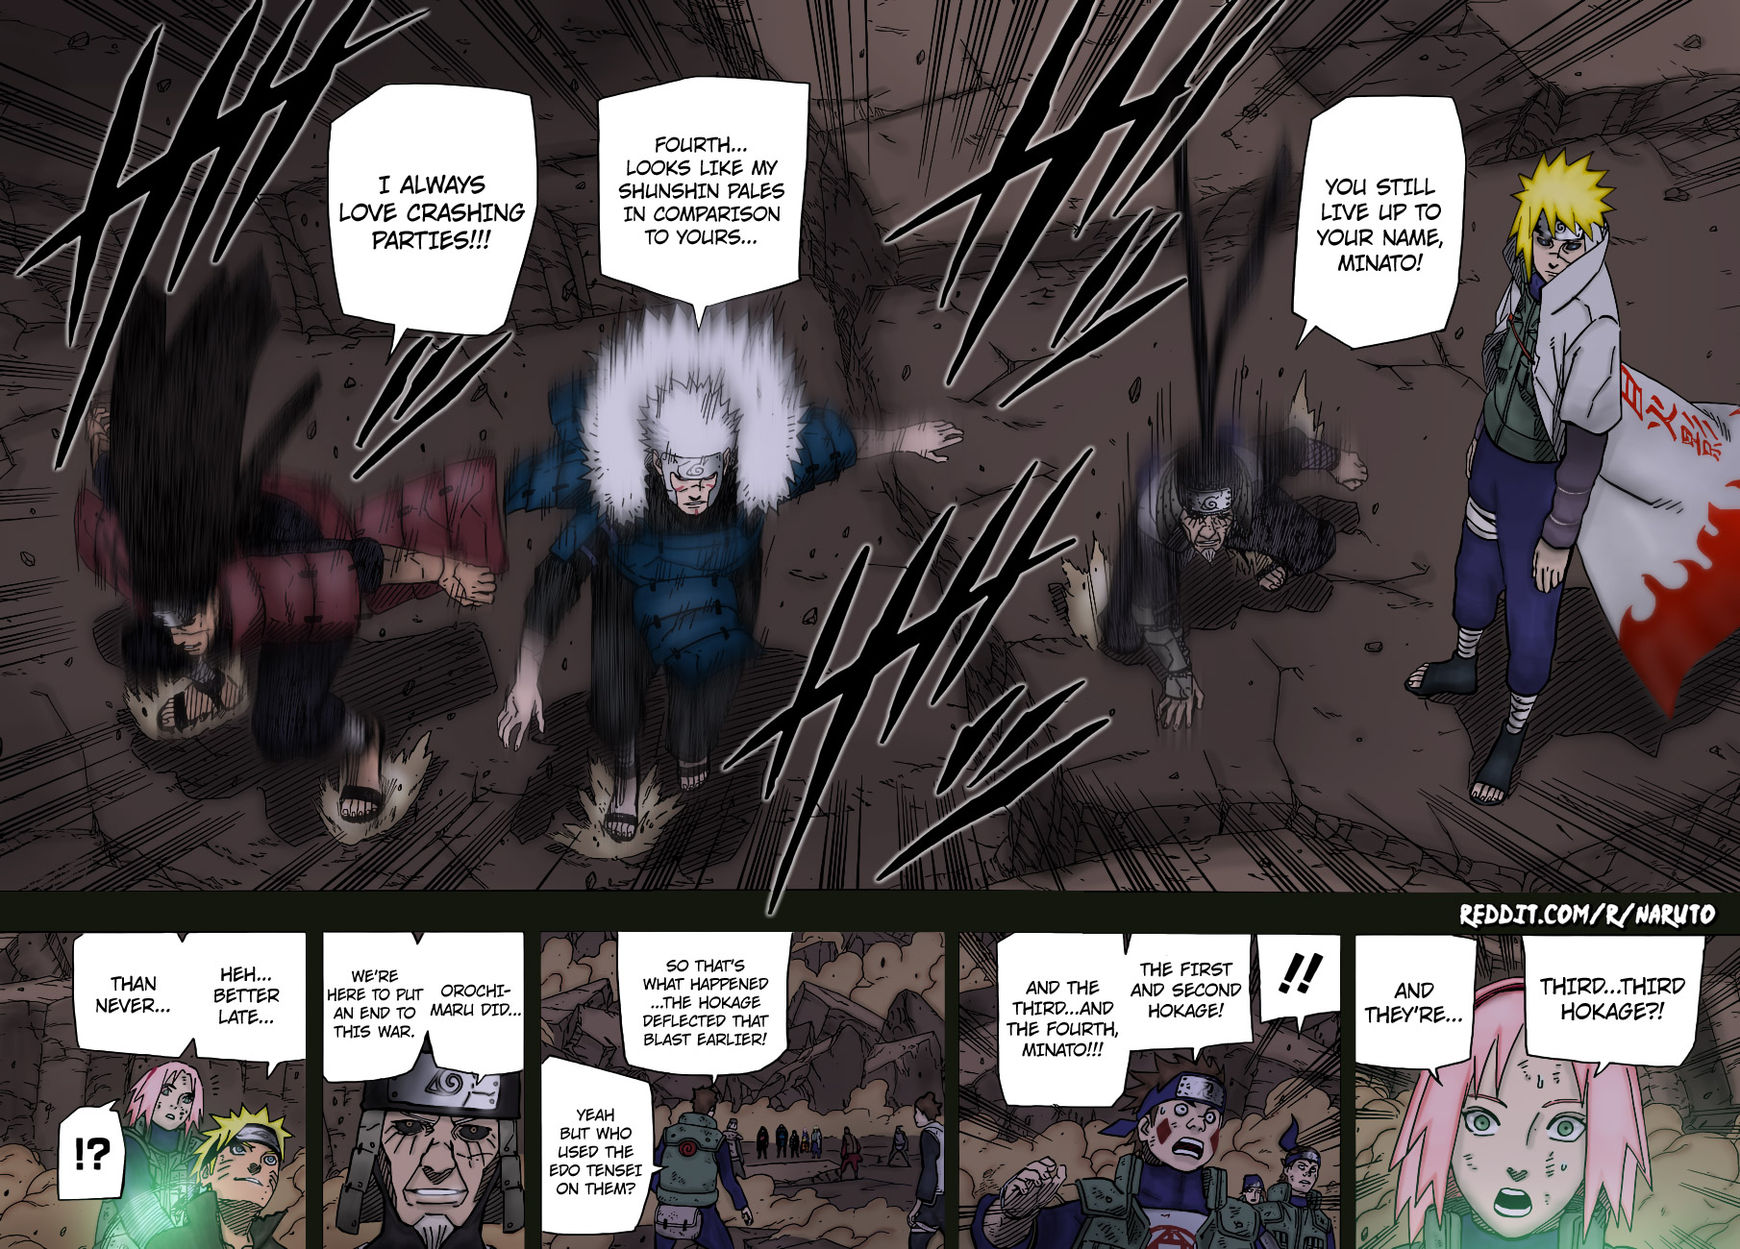 YOU STILL
LIVE UP TO
YOUR NAME,
MINATO!
FOURTH...
LOOKS LIKE MY
SHUNSHIN PALES
IN COMPARISON
TO YOURS...
I ALWAYS
LOVE CRASHING
PARTIES!!!
REDDIT.COM/R/NARUTO
THIRD...THIRD
HOKAGE?!
AND
THEY'RE...
!!
THE FIRST
AND SECOND
HOKAGE!
AND THE
THIRD...AND
THE FOURTH,
MINATO!!!
SO THAT'S
WHAT HAPPENED
...THE HOKAGE
DEFLECTED THAT
BLAST EARLIER!
YEAH
BUT WHO
USED THE
EDO TENSEI
ON THEM?
OROCHI-
MARU DID...
WE'RE
HERE TO PUT
AN END TO
THIS WAR.
HEH...
BETTER
LATE...
THAN
NEVER...
!?